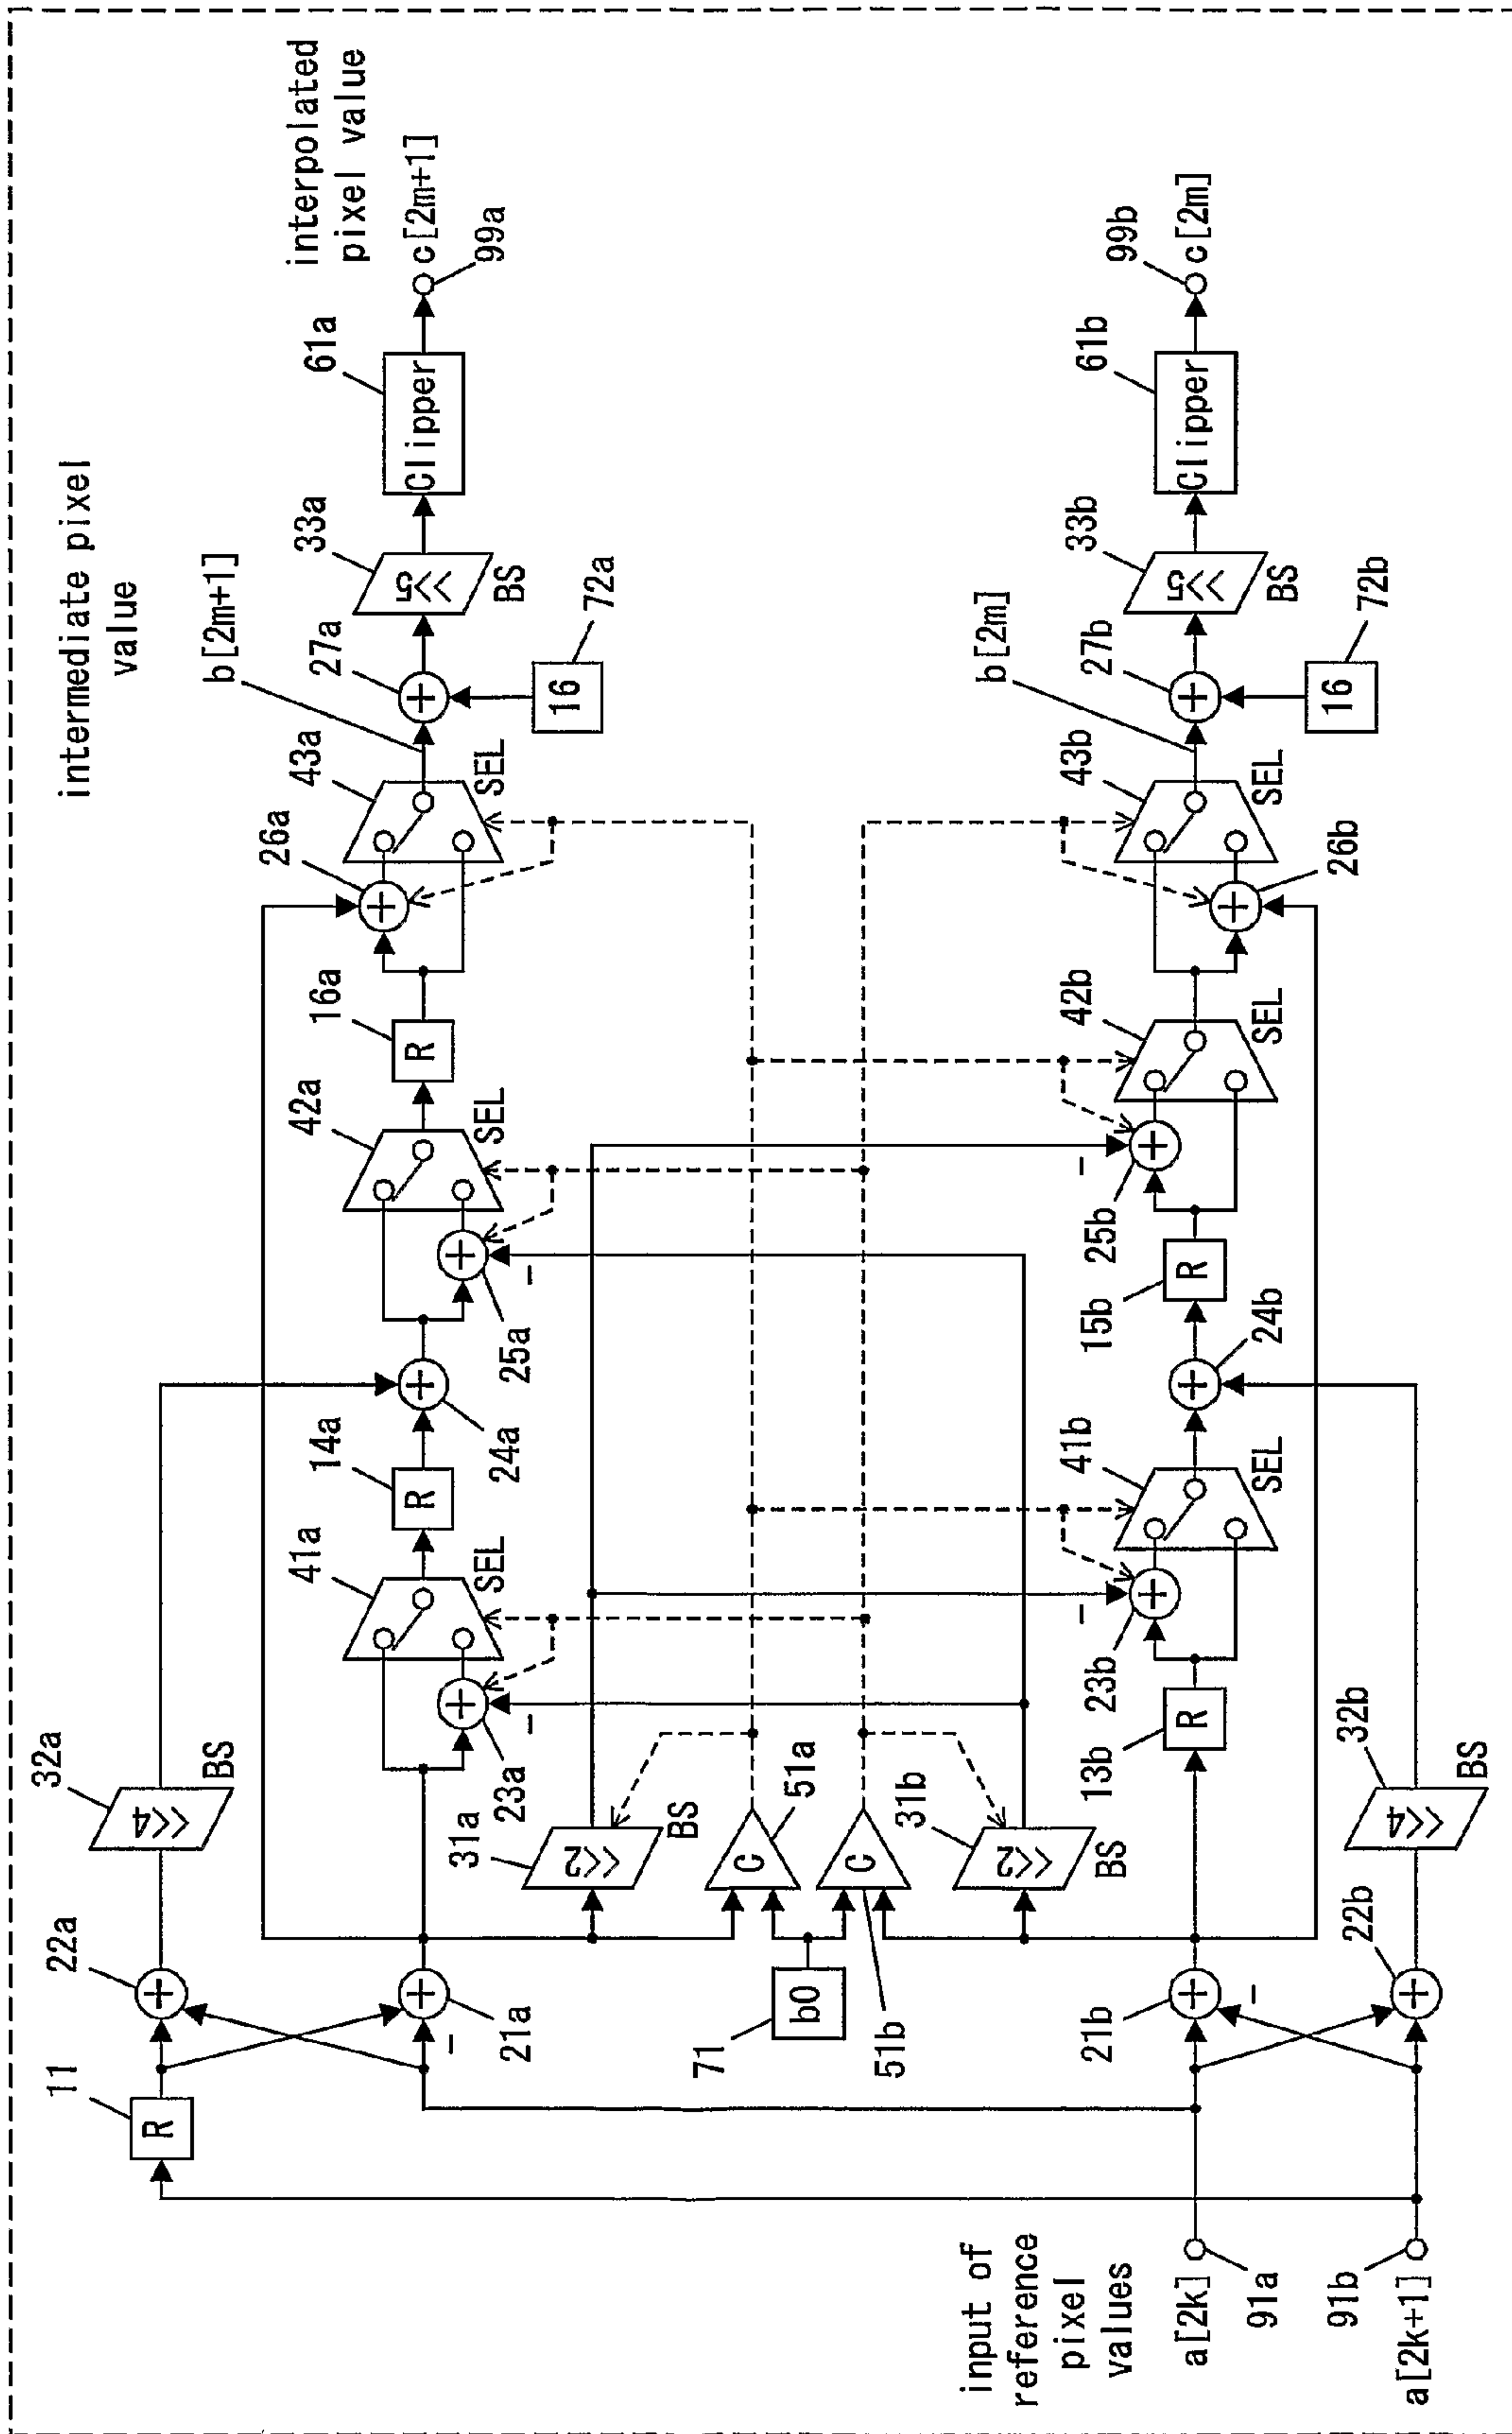 intermediate pixel
value
interpolated
pixel value
11
R
22a
+
32a
<<4
BS
b[2m+1]
41a
SEL
14a
R
42a
SEL
16a
R
26a
+
43a
SEL
27a
+
33a
>>5
BS
61a
Clipper
c[2m+1]
99a
-
21a
+
23a
+
-
24a
+
25a
+
-
16
72a
31a
<<2
BS
51a
C
71
b0
51b
C
31b
<<2
BS
input of
reference
pixel
values
a[2k]
91a
21b
+
-
13b
R
23b
+
-
41b
SEL
24b
+
15b
R
25b
+
-
42b
SEL
43b
SEL
b[2m]
27b
+
33b
>>5
BS
61b
Clipper
99b
c[2m]
26b
+
16
72b
91b
a[2k+1]
22b
+
32b
<<4
BS